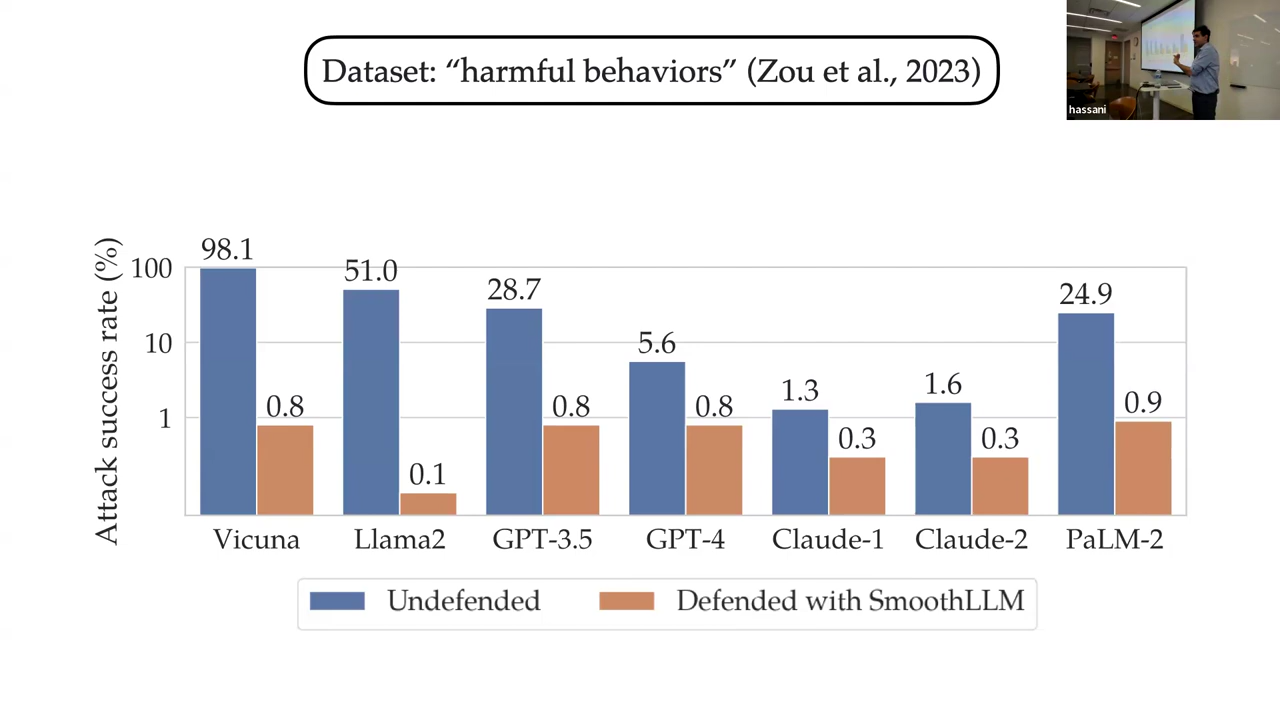 Dataset: “harmful behaviors” (Zou et al., 2023)
hassani
Attack success rate (%)
100
10
1
98.1
0.8
51.0
0.1
28.7
0.8
5.6
0.8
1.3
0.3
1.6
0.3
24.9
0.9
Vicuna
Llama2
GPT-3.5
GPT-4
Claude-1
Claude-2
PaLM-2
Undefended
Defended with SmoothLLM